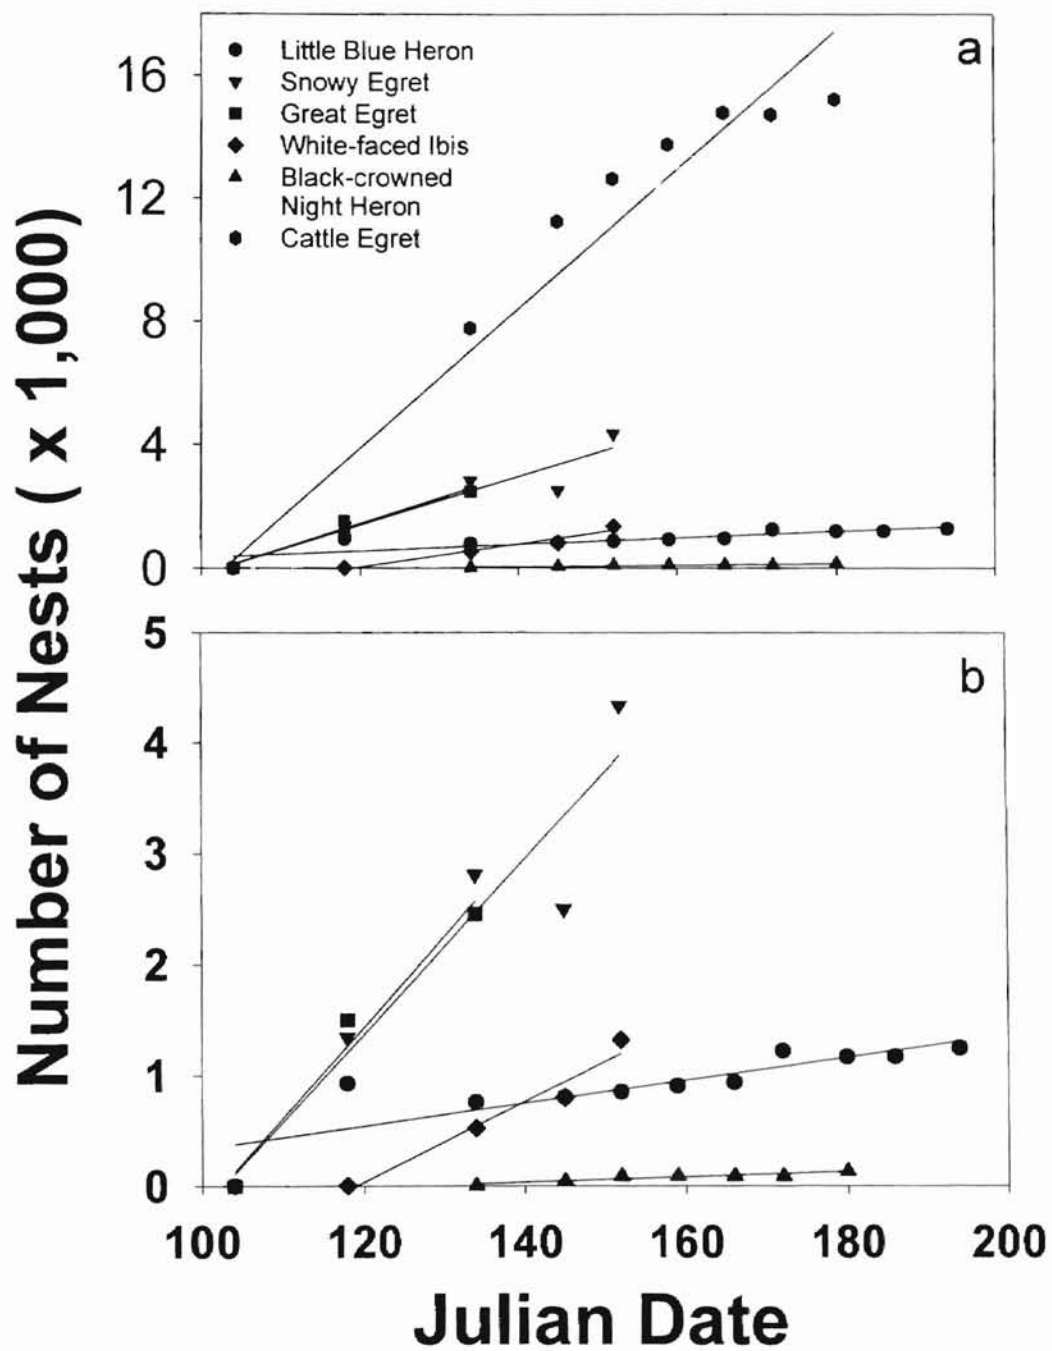 a
Little Blue Heron
Snowy Egret
Great Egret
White-faced Ibis
Black-crowned
Night Heron
Cattle Egret
16
12
8
4
0
Number of Nests ( x 1,000)
b
5
4
3
2
1
0
100 120 140 160 180 200
Julian Date